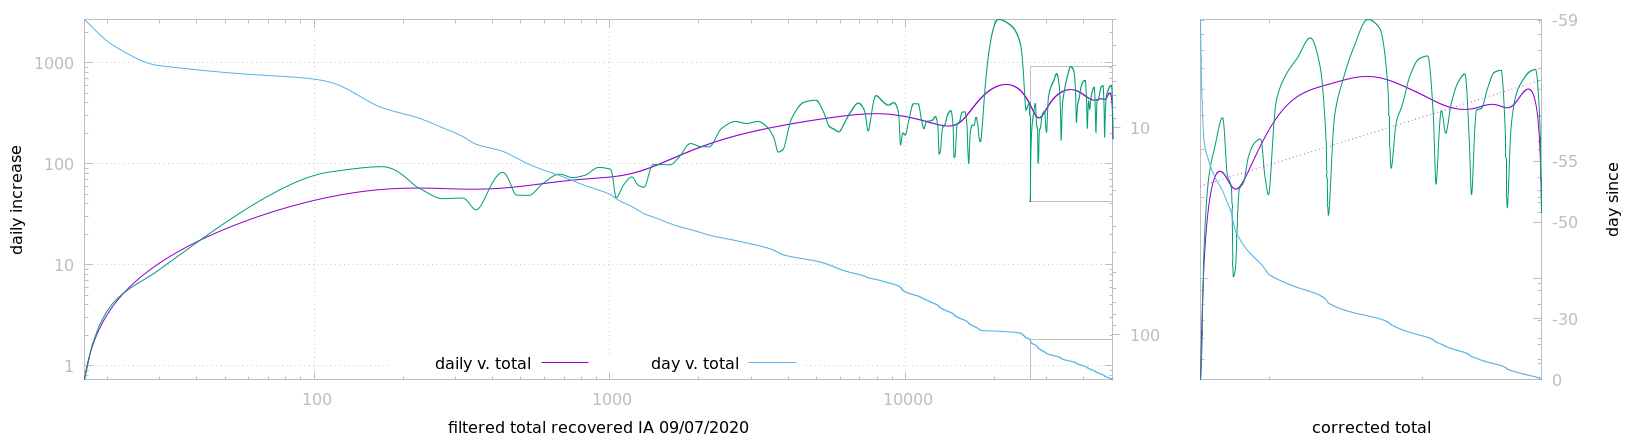 daily increase
1000
100
10
1
100
1000
10000
10
100
daily v. total
day v. total
filtered total recovered IA 09/07/2020
-59
-55
-50
-30
0
day since
corrected total